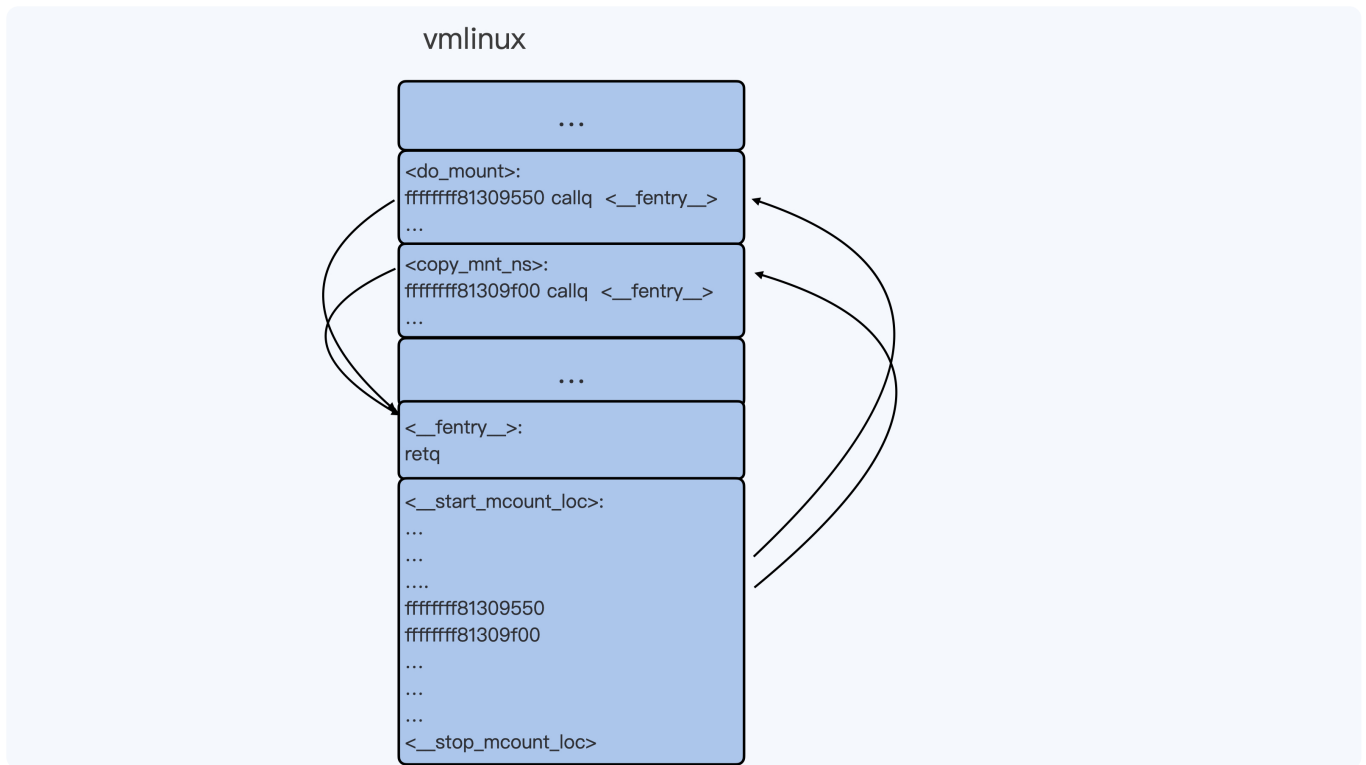 vmlinux
...
<do_mount>:
ffffffff81309550 callq <__fentry__>
...
<copy_mnt_ns>:
ffffffff81309f00 callq <__fentry__>
...
...
<__fentry__>:
retq
<__start_mcount_loc>:
...
...
....
ffffffff81309550
ffffffff81309f00
...
...
...
<__stop_mcount_loc>